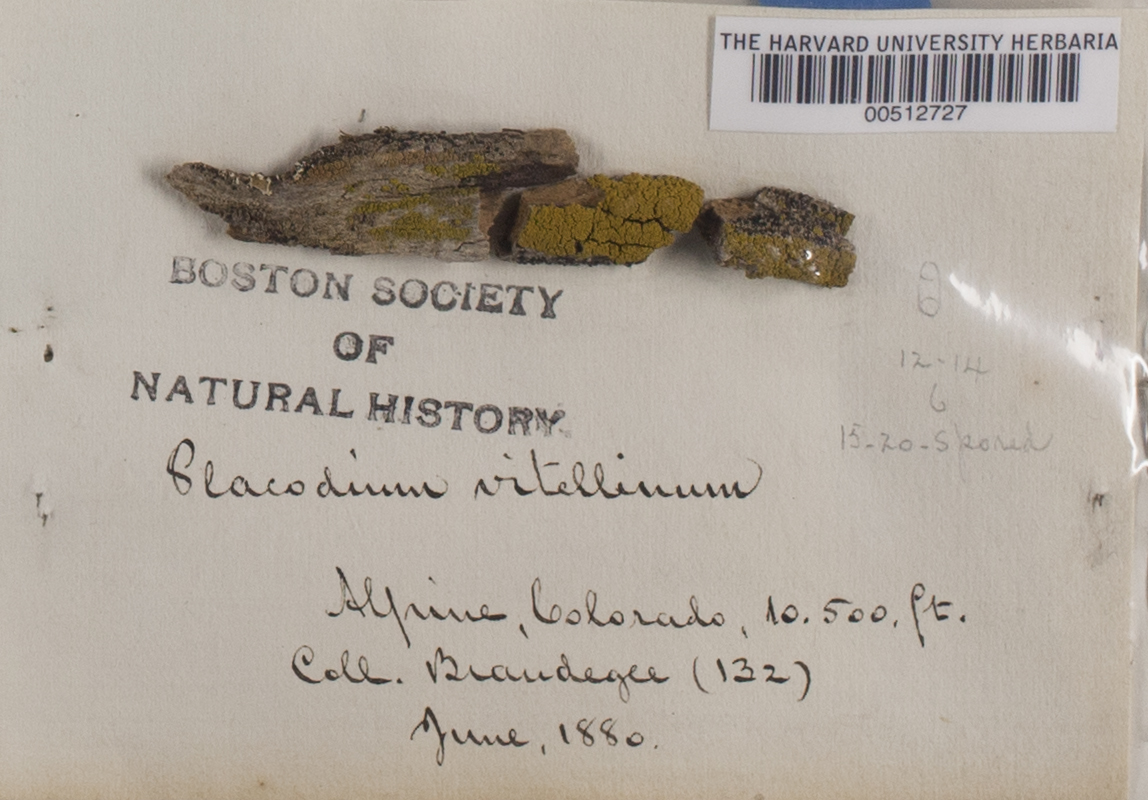 THE HARVARD UNIVERSITY HERBARIA
00512727
BOSTON SOCIETY
OF
NATURAL HISTORY.
12-14
6
15-20-Spored
Placodium vitellinum
Alpine, Colorado, 10.500, ft.
Coll. Brandegee (132)
June, 1880.